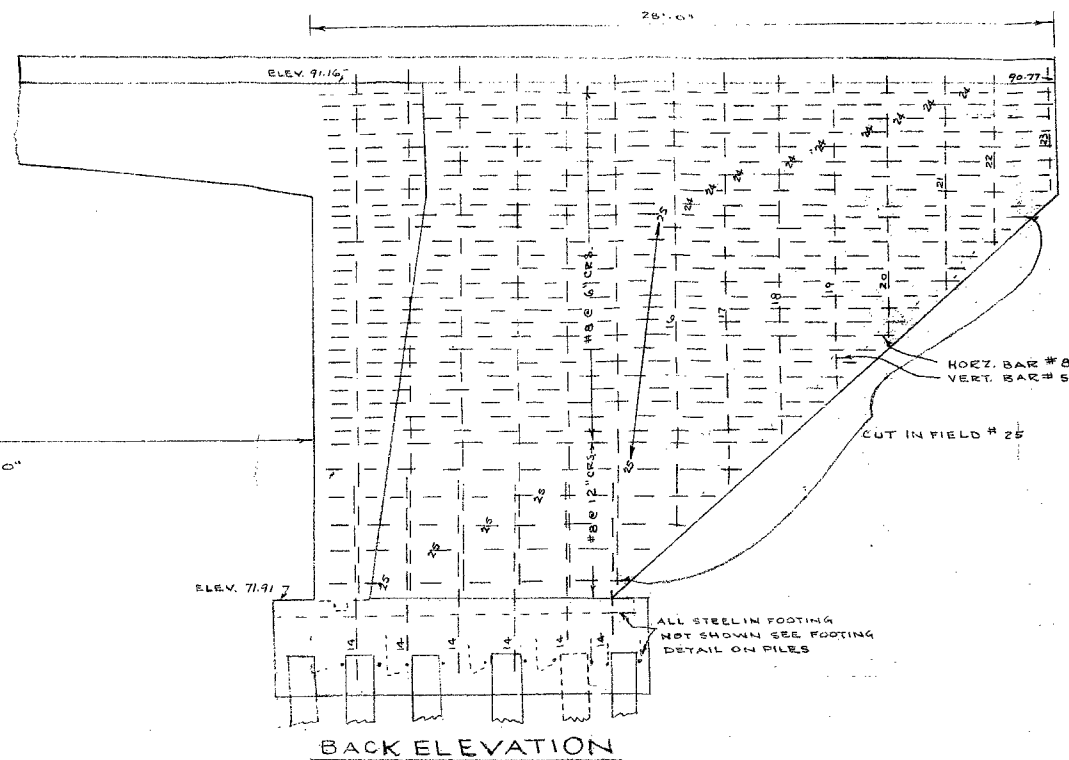 28'-0"
ELEV. 91.16
90.77
24
24
24
24
24
24
24
24
24
23
22
21
20
19
18
17
16
25
#8 @ 6" CRS.
HORZ. BAR #8
VERT. BAR #5
CUT IN FIELD #25
0"
25
#8 @ 12" CRS.
25
25
25
25
ELEV. 71.91
ALL STEEL IN FOOTING
NOT SHOWN SEE FOOTING
DETAIL ON PILES
14
14
14
14
14
14
BACK ELEVATION